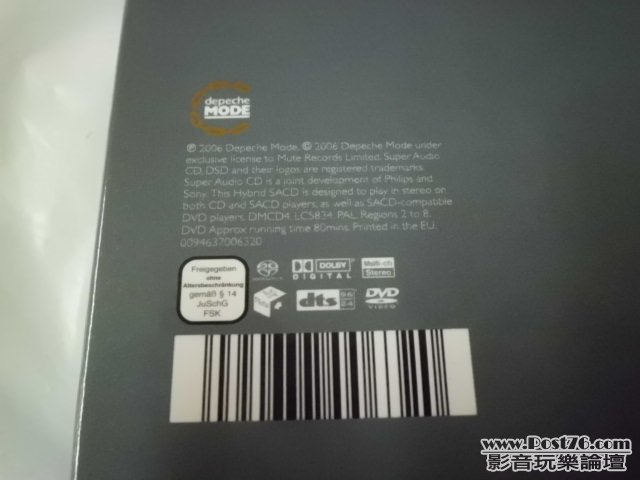 depeche
MODE
℗ 2006 Depeche Mode. © 2006 Depeche Mode under
exclusive license to Mute Records Limited. Super Audio
CD, DSD and their logos are registered trademarks.
Super Audio CD is a joint development of Philips and
Sony. This Hybrid SACD is designed to play in stereo on
both CD and SACD players, as well as SACD-compatible
DVD players. DMCD4. LC5834. PAL. Regions 2 to 8.
DVD Approx running time 80mins. Printed in the EU.
0094637006320
Freigegeben
ohne
Altersbeschränkung
gemäß § 14
JuSchG
FSK
SACD
DOLBY
DIGITAL
Multi-ch
Stereo
dts 96/24
DVD
VIDEO
www.Post76.com
影音玩樂論壇